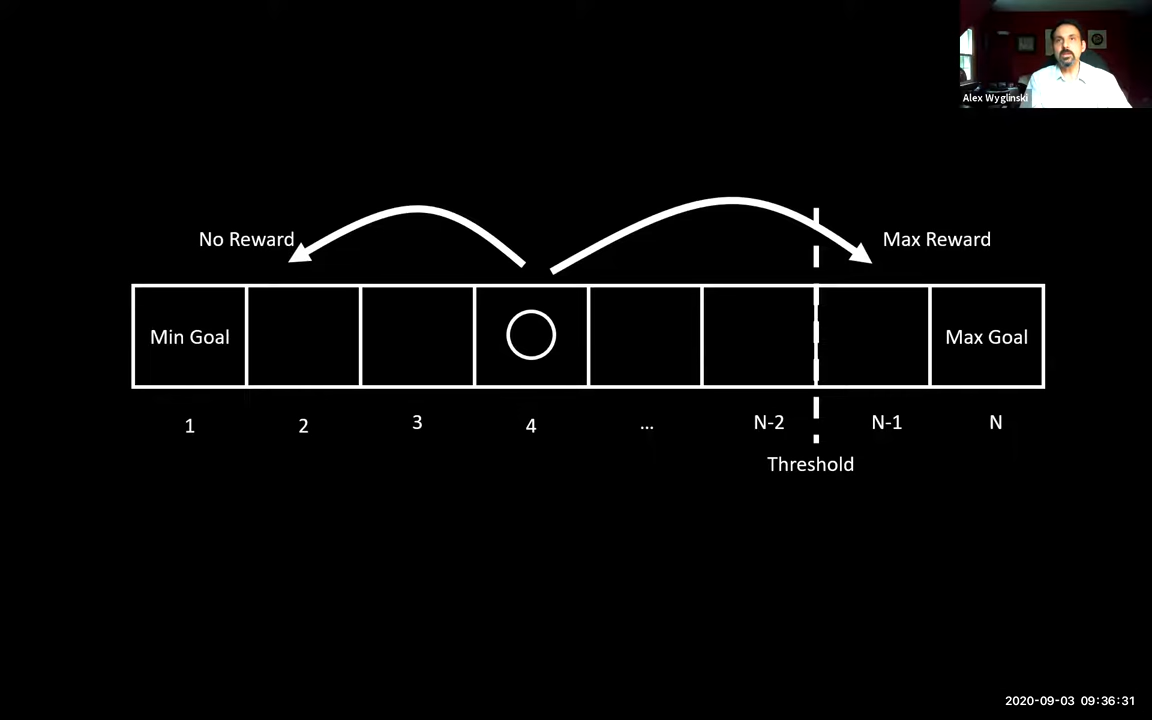 Alex Wyglinski
No Reward
Max Reward
Min Goal
Max Goal
1 2 3 4 ... N-2 N-1 N
Threshold
2020-09-03 09:36:31